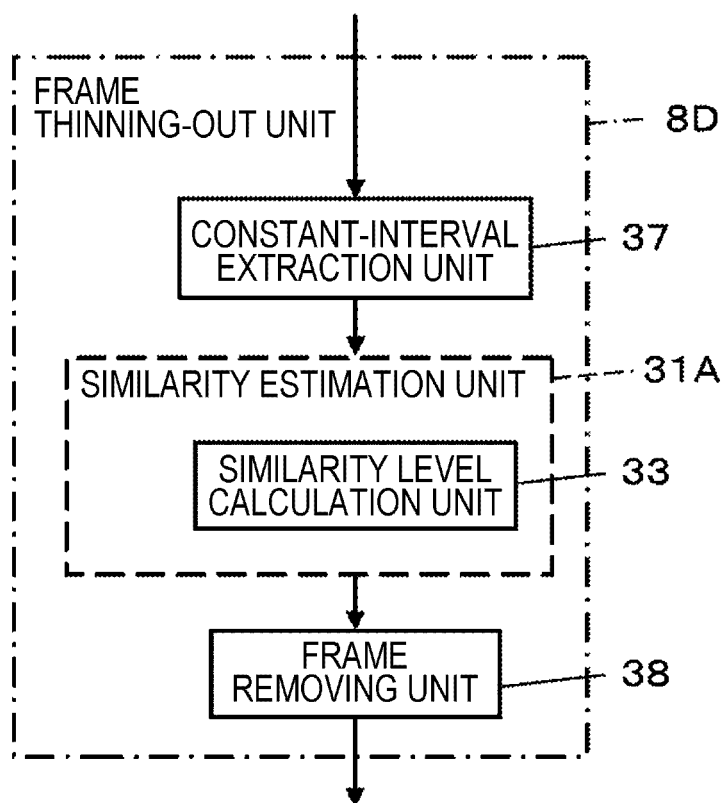 FRAME
THINNING-OUT UNIT
8D
CONSTANT-INTERVAL
EXTRACTION UNIT
37
SIMILARITY ESTIMATION UNIT
31A
SIMILARITY LEVEL
CALCULATION UNIT
33
FRAME
REMOVING UNIT
38